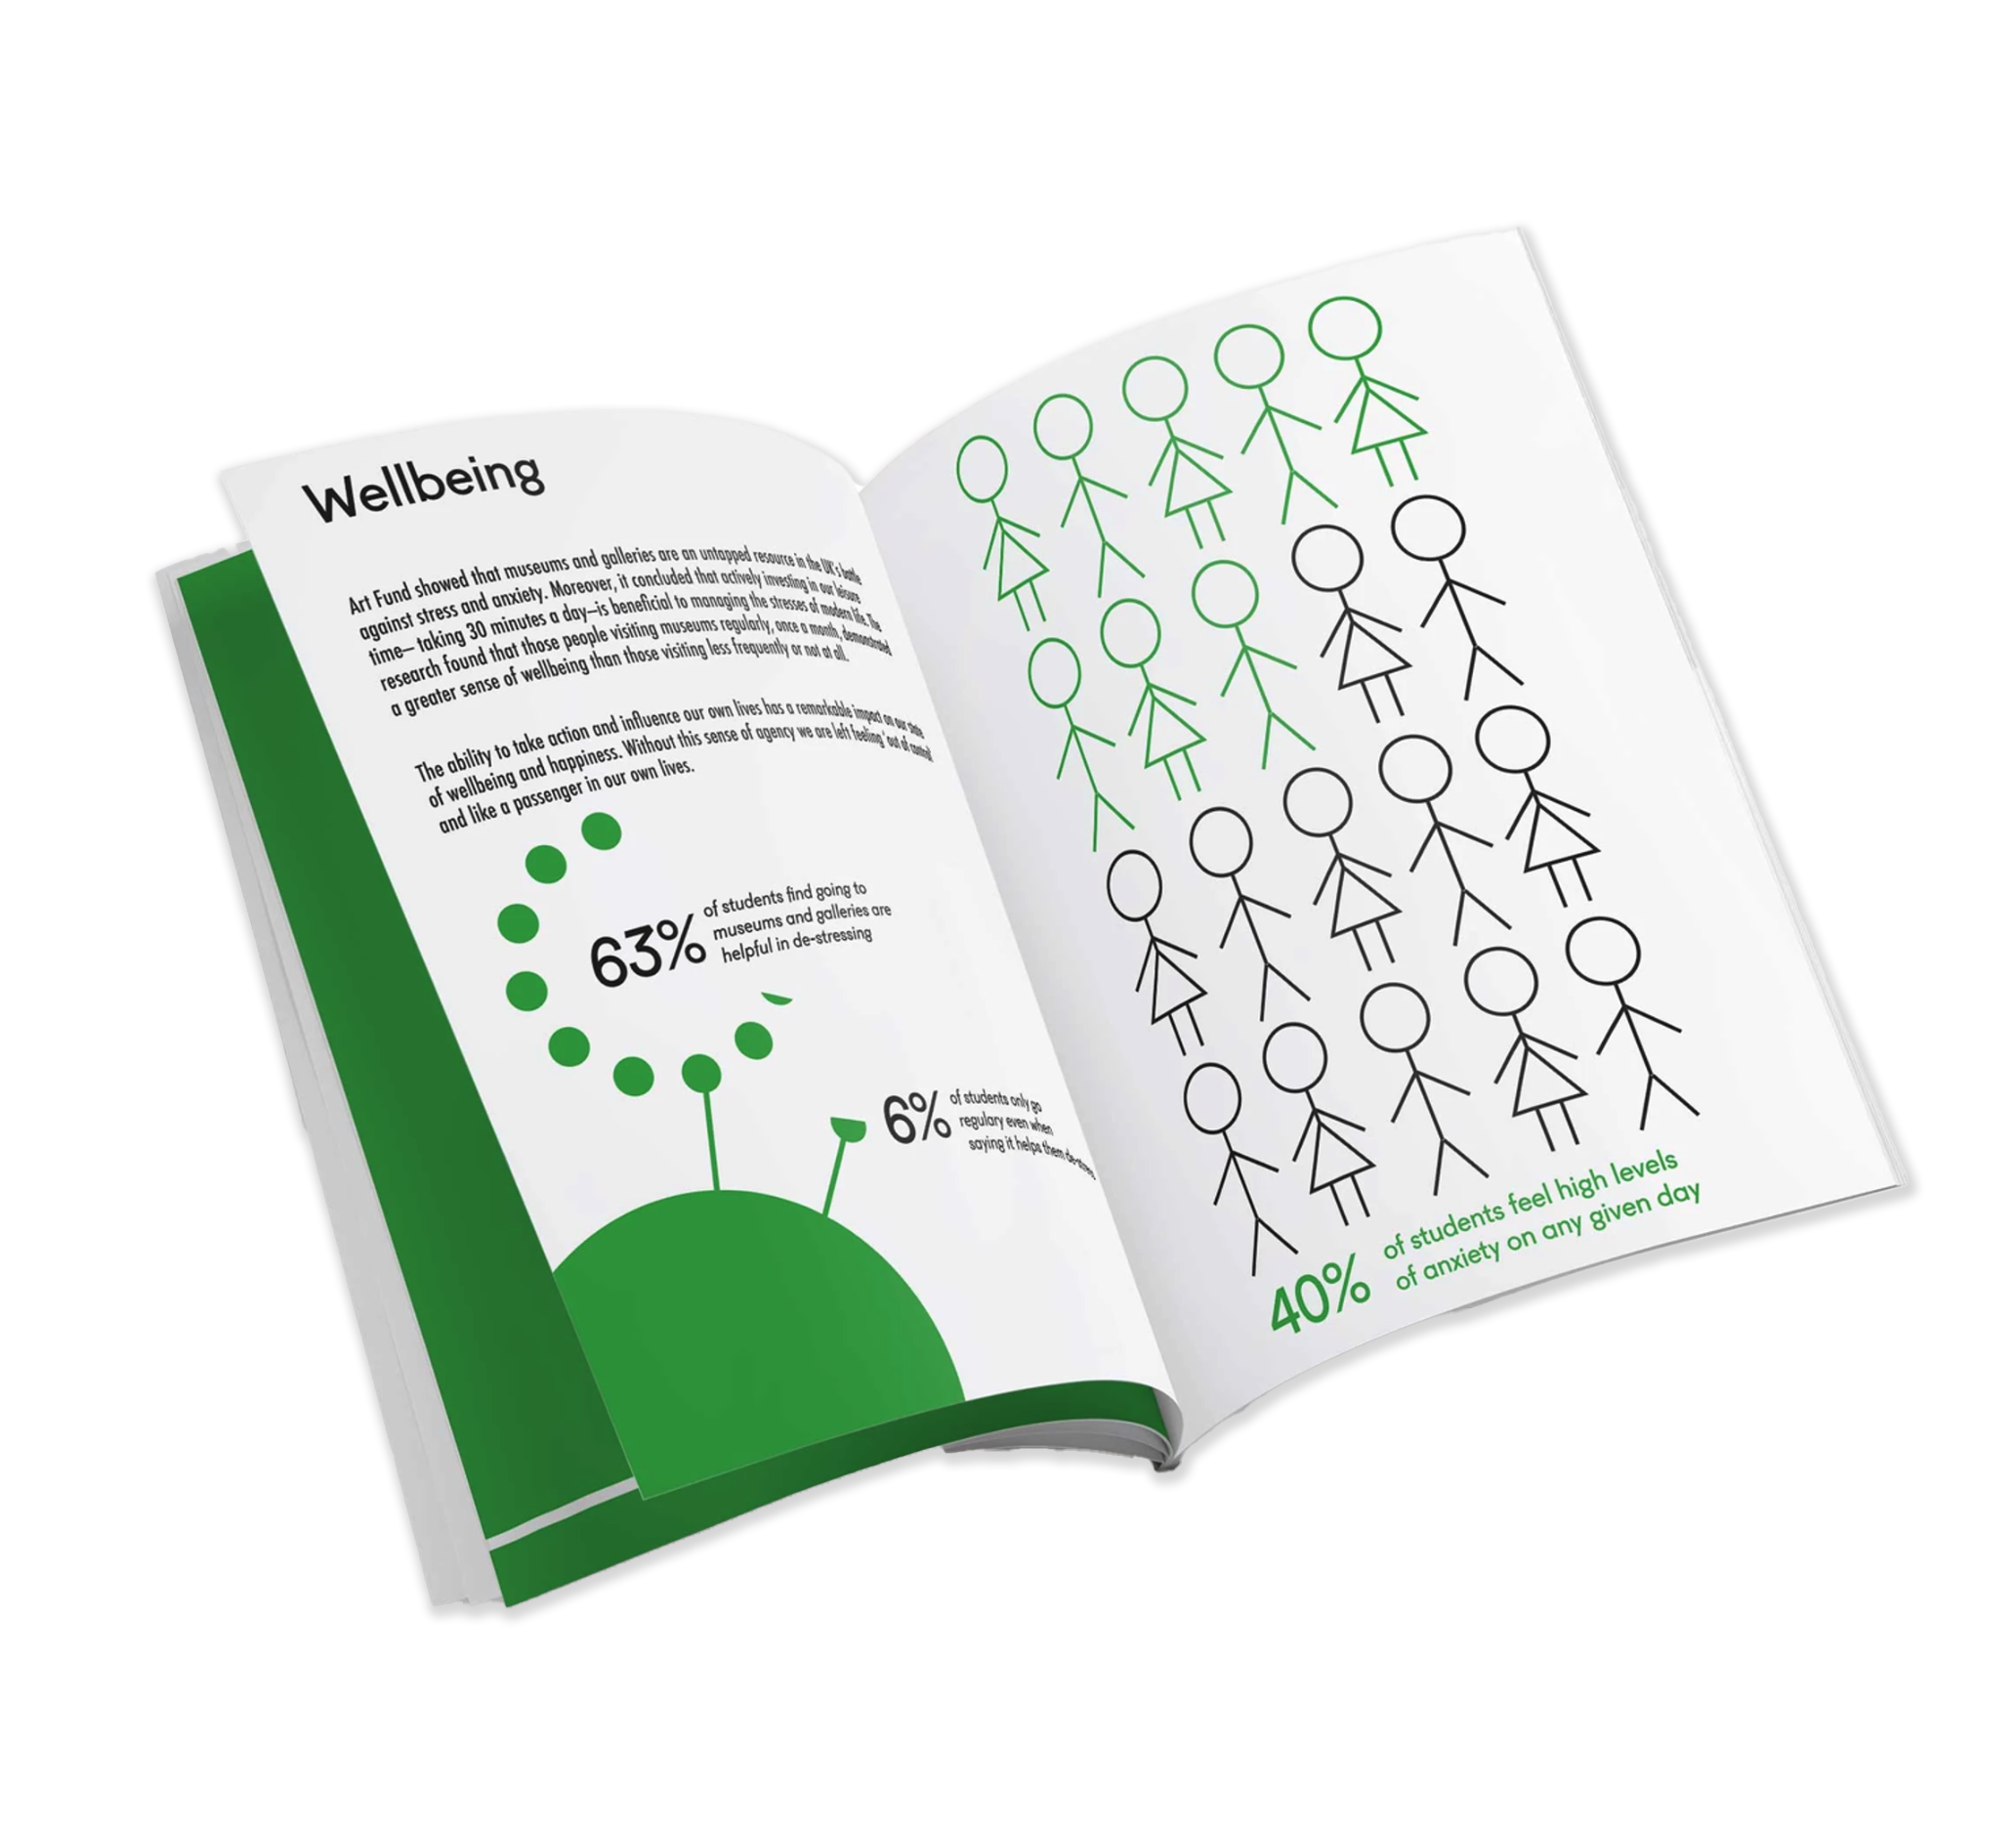 Wellbeing
Art Fund showed that museums and galleries are an untapped resource in the UK's battle
against stress and anxiety. Moreover, it concluded that actively investing in our leisure
time— taking 30 minutes a day—is beneficial to managing the stresses of modern life. The
research found that those people visiting museums regularly, once a month, demonstrated
a greater sense of wellbeing than those visiting less frequently or not at all.
The ability to take action and influence our own lives has a remarkable impact on our state
of wellbeing and happiness. Without this sense of agency we are left feeling 'out of control'
and like a passenger in our own lives.
63%
of students find going to
museums and galleries are
helpful in de-stressing
6%
of students only go
regulary even when
saying it helps them de-stress.
40%
of students feel high levels
of anxiety on any given day